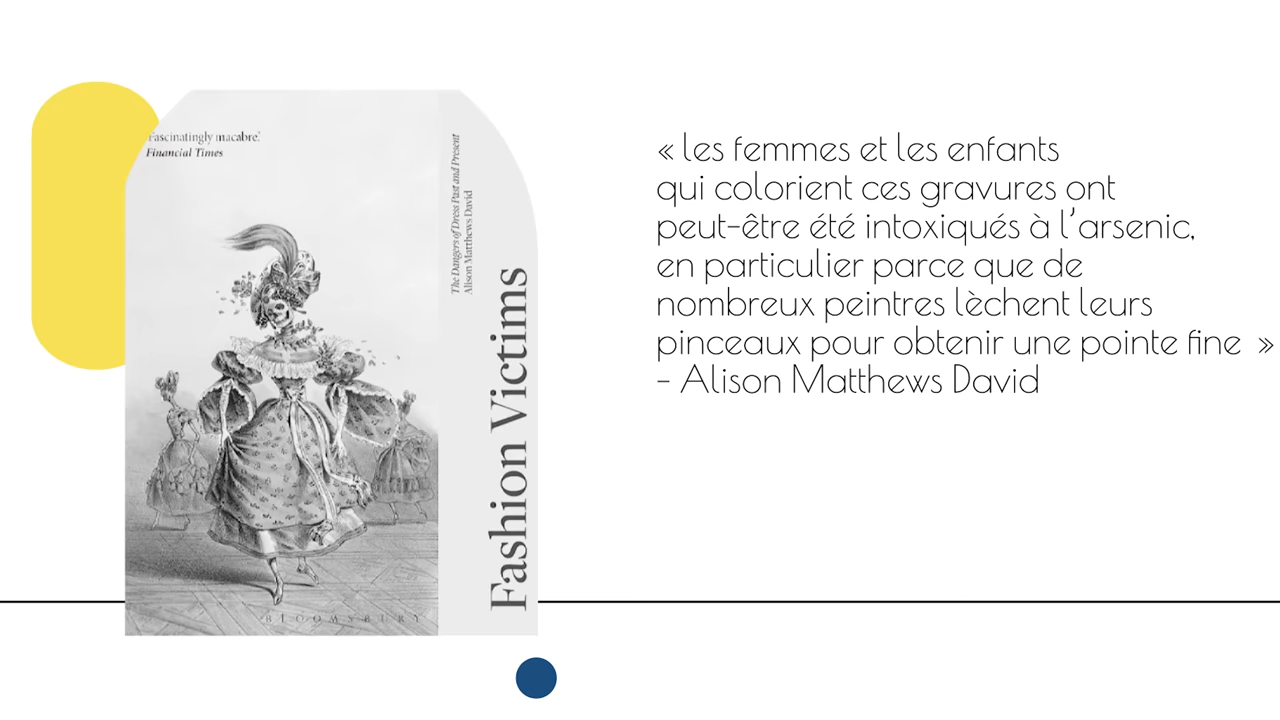 Fascinatingly macabre.'
Financial Times
The Dangers of Dress Past and Present
Alison Matthews David
Fashion Victims
BLOOMSBURY
« les femmes et les enfants
qui colorient ces gravures ont
peut-être été intoxiqués à l'arsenic,
en particulier parce que de
nombreux peintres lèchent leurs
pinceaux pour obtenir une pointe fine »
– Alison Matthews David